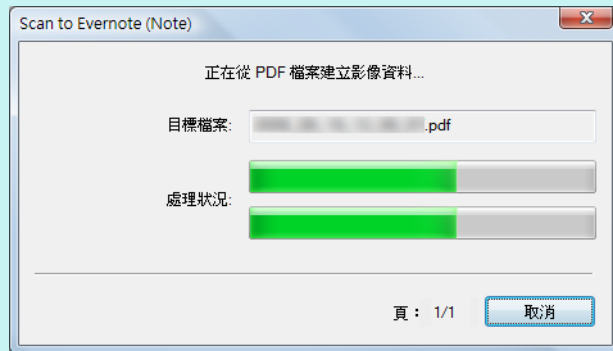 Scan to Evernote (Note)
正在從 PDF 檔案建立影像資料...
目標檔案: .pdf
處理狀況:
頁： 1/1 取消